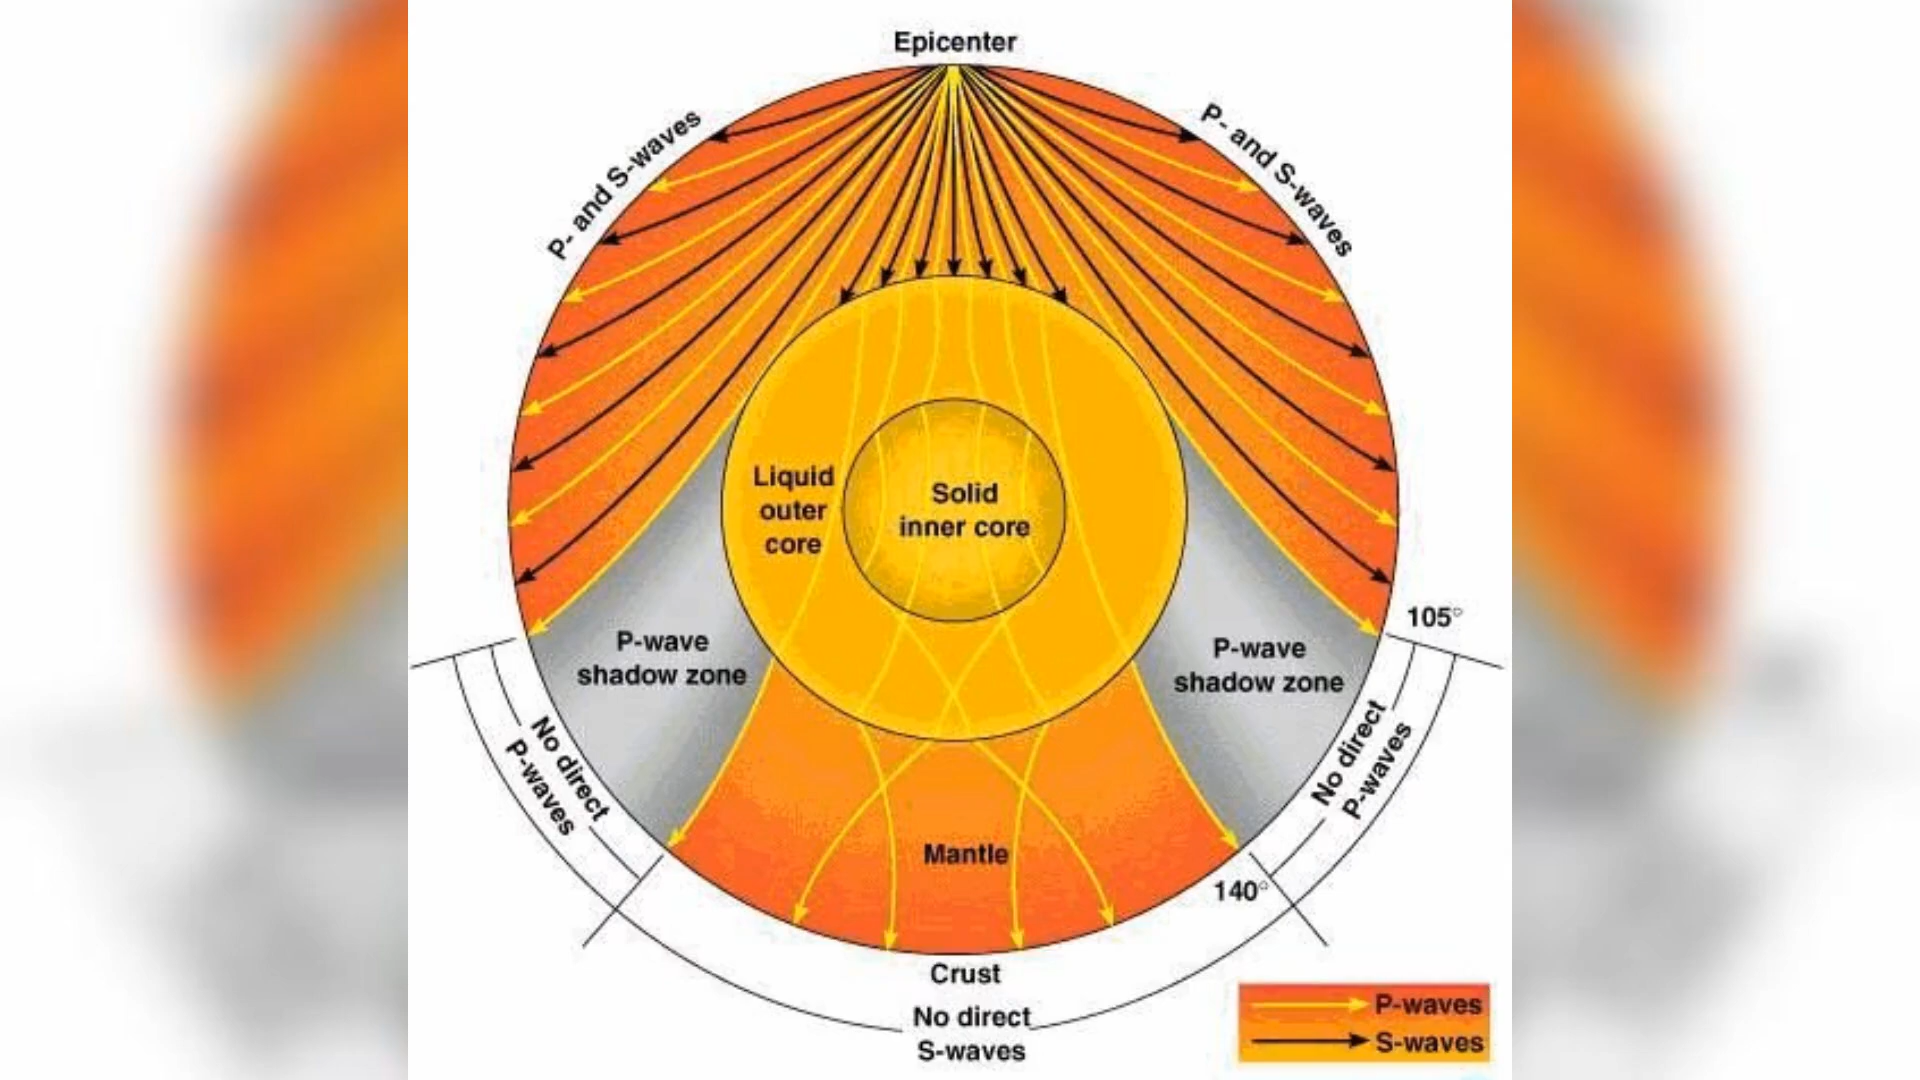 Epicenter
P- and S-waves
P- and S-waves
Liquid
outer
core
Solid
inner core
105°
P-wave
shadow zone
P-wave
shadow zone
No direct
P-waves
No direct
P-waves
Mantle
140°
Crust
No direct
S-waves
P-waves
S-waves